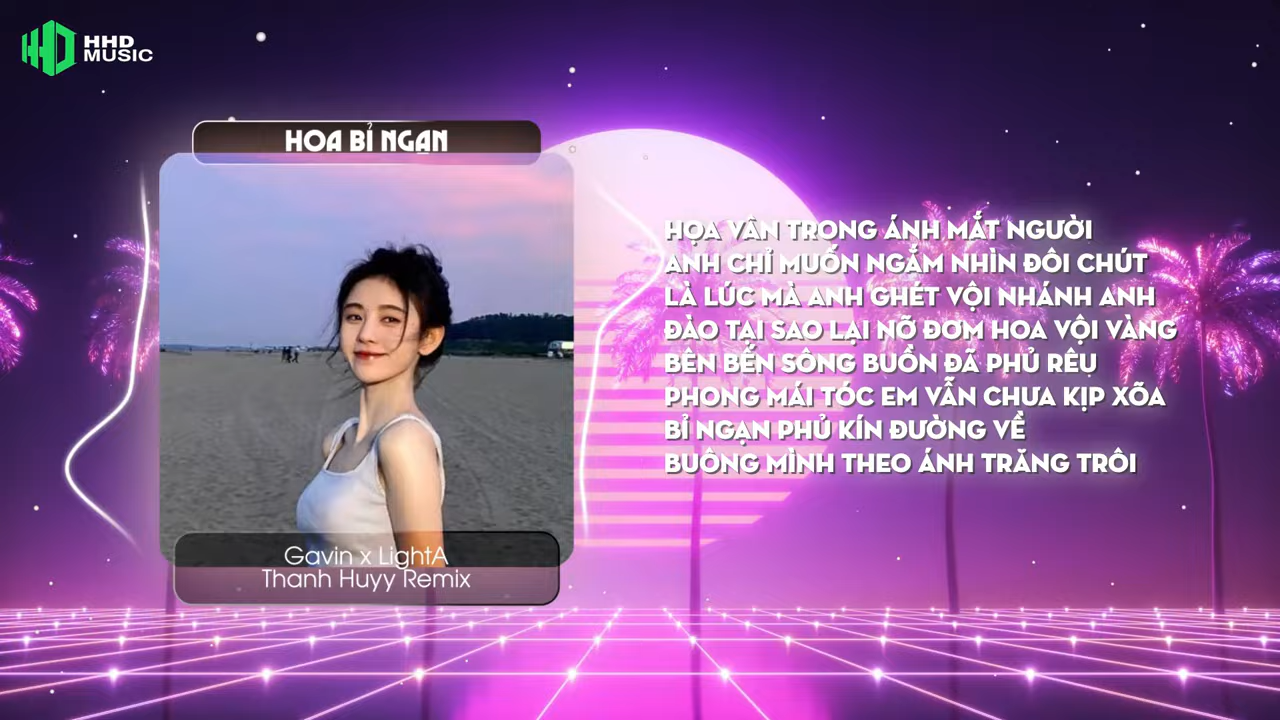 HHD
MUSIC
HOA BỈ NGẠN
HỌA VÂN TRONG ÁNH MẮT NGƯỜI
ANH CHỈ MUỐN NGẮM NHÌN ĐÔI CHÚT
LÀ LÚC MÀ ANH GHÉT VỘI NHÁNH ANH
ĐÀO TẠI SAO LẠI NỠ ĐƠM HOA VỘI VÀNG
BÊN BẾN SÔNG BUỒN ĐÃ PHỦ RÊU
PHONG MÁI TÓC EM VẪN CHƯA KỊP XÕA
BỈ NGẠN PHỦ KÍN ĐƯỜNG VỀ
BUÔNG MÌNH THEO ÁNH TRĂNG TRÔI
Gavin x LightA
Thanh Huyy Remix